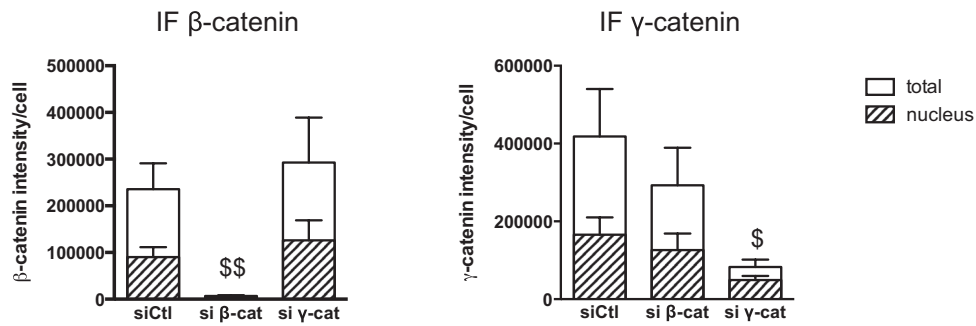 IF β-catenin
β-catenin intensity/cell
500000
400000
300000
200000
100000
0
$$
siCtl si β-cat si γ-cat
IF γ-catenin
γ-catenin intensity/cell
600000
400000
200000
0
$
siCtl si β-cat si γ-cat
total
nucleus